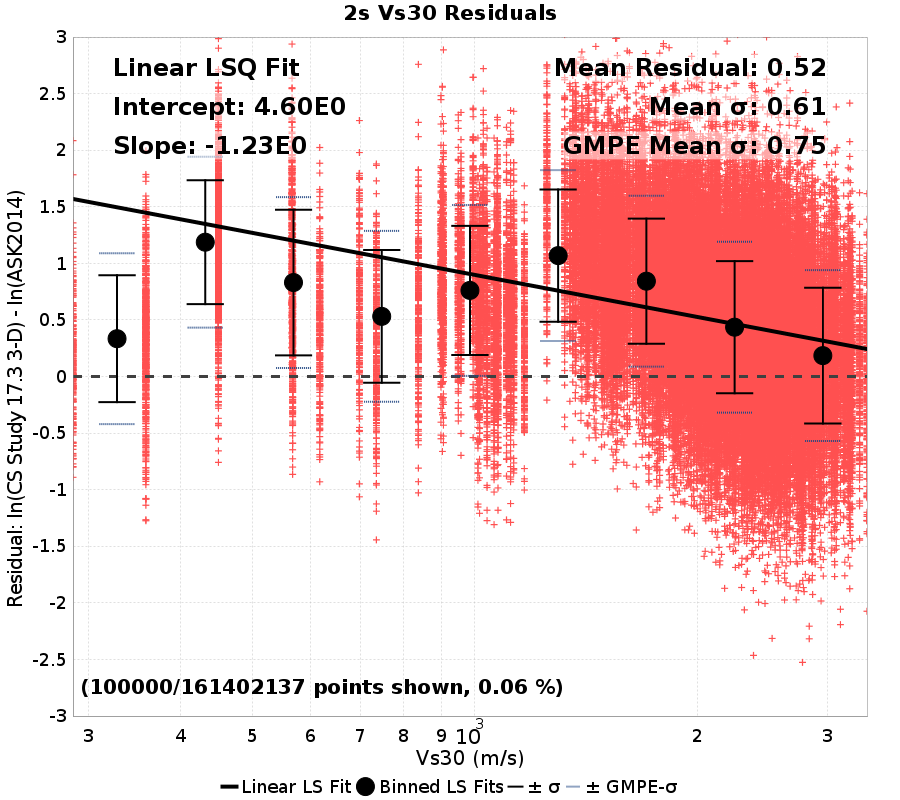 2s Vs30 Residuals
Linear LSQ Fit
Intercept: 4.60E0
Slope: -1.23E0
Mean Residual: 0.52
Mean σ: 0.61
GMPE Mean σ: 0.75
Residual: ln(CS Study 17.3 3-D) - ln(ASK2014)
3
2.5
2
1.5
1
0.5
0
-0.5
-1
-1.5
-2
-2.5
-3
(100000/161402137 points shown, 0.06 %)
3 4 5 6 7 8 9 10³ 2 3
Vs30 (m/s)
Linear LS Fit Binned LS Fits ± σ ± GMPE-σ